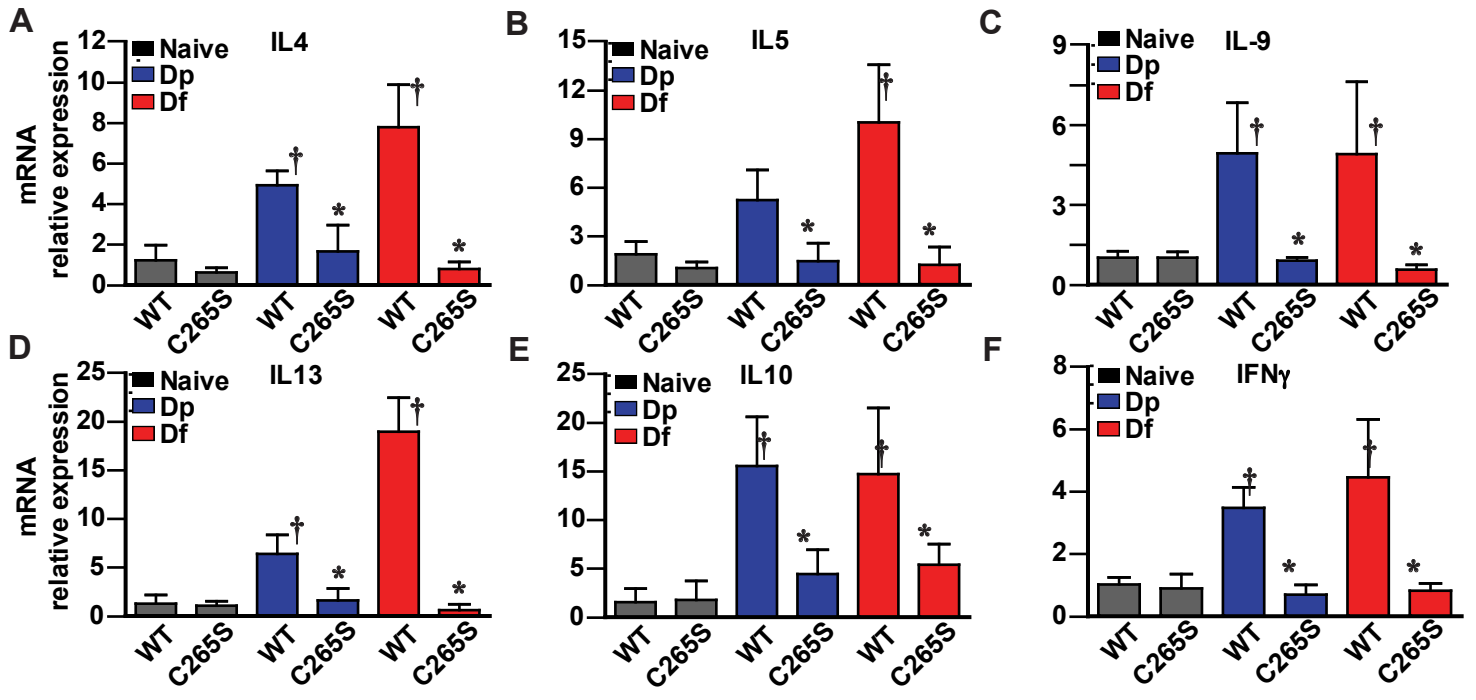 A
IL4
mRNA
relative expression
12
10
8
6
4
2
0
Naive
Dp
Df
†
*
†
*
WT
C265S
WT
C265S
WT
C265S
B
IL5
15
12
9
6
3
0
Naive
Dp
Df
*
†
*
WT
C265S
WT
C265S
WT
C265S
C
IL-9
9
6
3
0
Naive
Dp
Df
†
*
†
*
WT
C265S
WT
C265S
WT
C265S
D
IL13
mRNA
relative expression
25
20
15
10
5
0
Naive
Dp
Df
†
*
†
*
WT
C265S
WT
C265S
WT
C265S
E
IL10
25
20
15
10
5
0
Naive
Dp
Df
†
*
†
*
WT
C265S
WT
C265S
WT
C265S
F
IFNγ
8
6
4
2
0
Naive
Dp
Df
†
*
†
*
WT
C265S
WT
C265S
WT
C265S